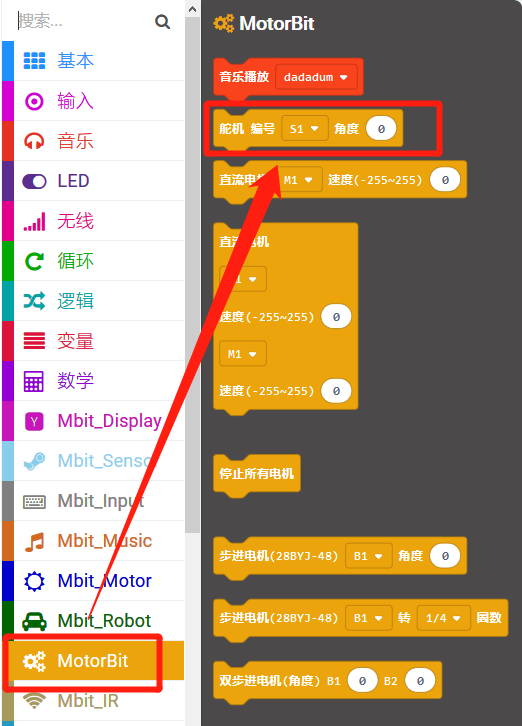 搜索...
基本
输入
音乐
LED
无线
循环
逻辑
变量
数学
Mbit_Display
Mbit_Senso
Mbit_Input
Mbit_Music
Mbit_Motor
Mbit_Robot
MotorBit
Mbit_IR
MotorBit
音乐播放 dadadum
舵机 编号 S1 角度 0
直流电机 M1 速度(-255~255) 0
直流电机
M1
速度(-255~255) 0
M1
速度(-255~255) 0
停止所有电机
步进电机(28BYJ-48) B1 角度 0
步进电机(28BYJ-48) B1 转 1/4 圆数
双步进电机(角度) B1 0 B2 0